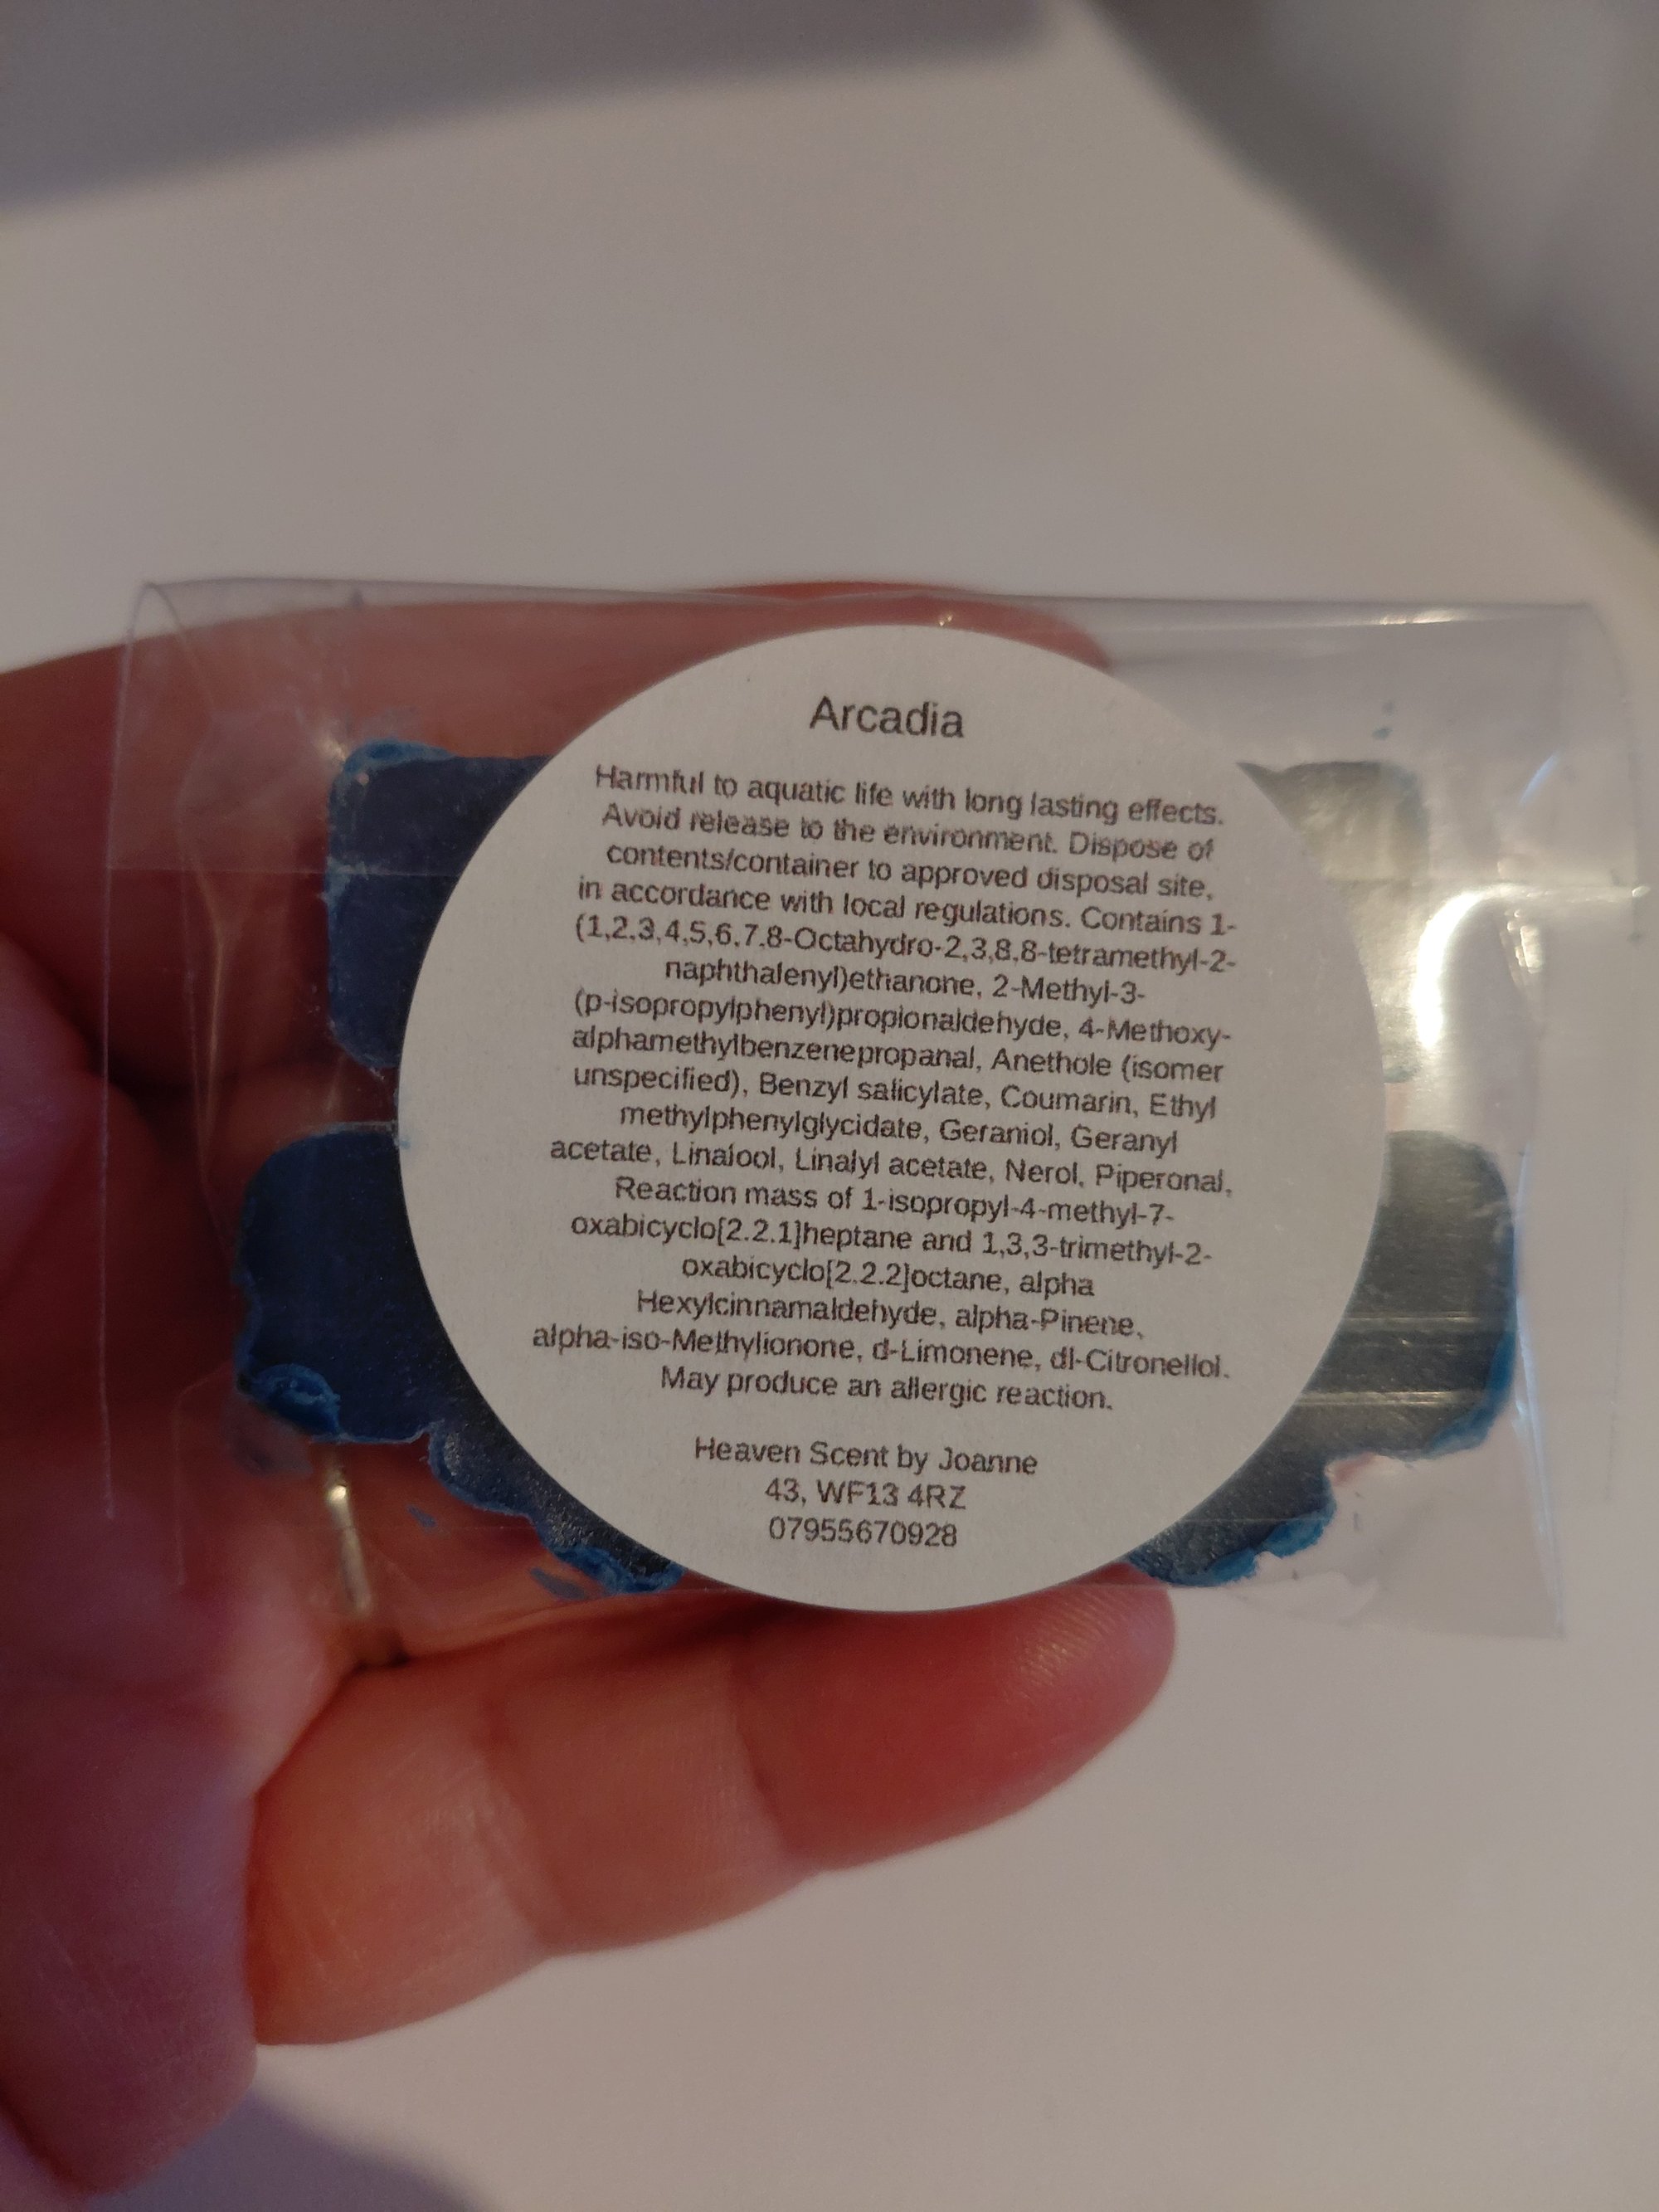 Arcadia
Harmful to aquatic life with long lasting effects.
Avoid release to the environment. Dispose of
contents/container to approved disposal site,
in accordance with local regulations. Contains 1-
(1,2,3,4,5,6,7,8-Octahydro-2,3,8,8-tetramethyl-2-
naphthalenyl)ethanone, 2-Methyl-3-
(p-isopropylphenyl)propionaldehyde, 4-Methoxy-
alphamethylbenzenepropanal, Anethole (isomer
unspecified), Benzyl salicylate, Coumarin, Ethyl
methylphenylglycidate, Geraniol, Geranyl
acetate, Linalool, Linalyl acetate, Nerol, Piperonal,
Reaction mass of 1-isopropyl-4-methyl-7-
oxabicyclo[2.2.1]heptane and 1,3,3-trimethyl-2-
oxabicyclo[2.2.2]octane, alpha
Hexylcinnamaldehyde, alpha-Pinene,
alpha-iso-Methylionone, d-Limonene, dl-Citronellol.
May produce an allergic reaction.
Heaven Scent by Joanne
43, WF13 4RZ
07955670928